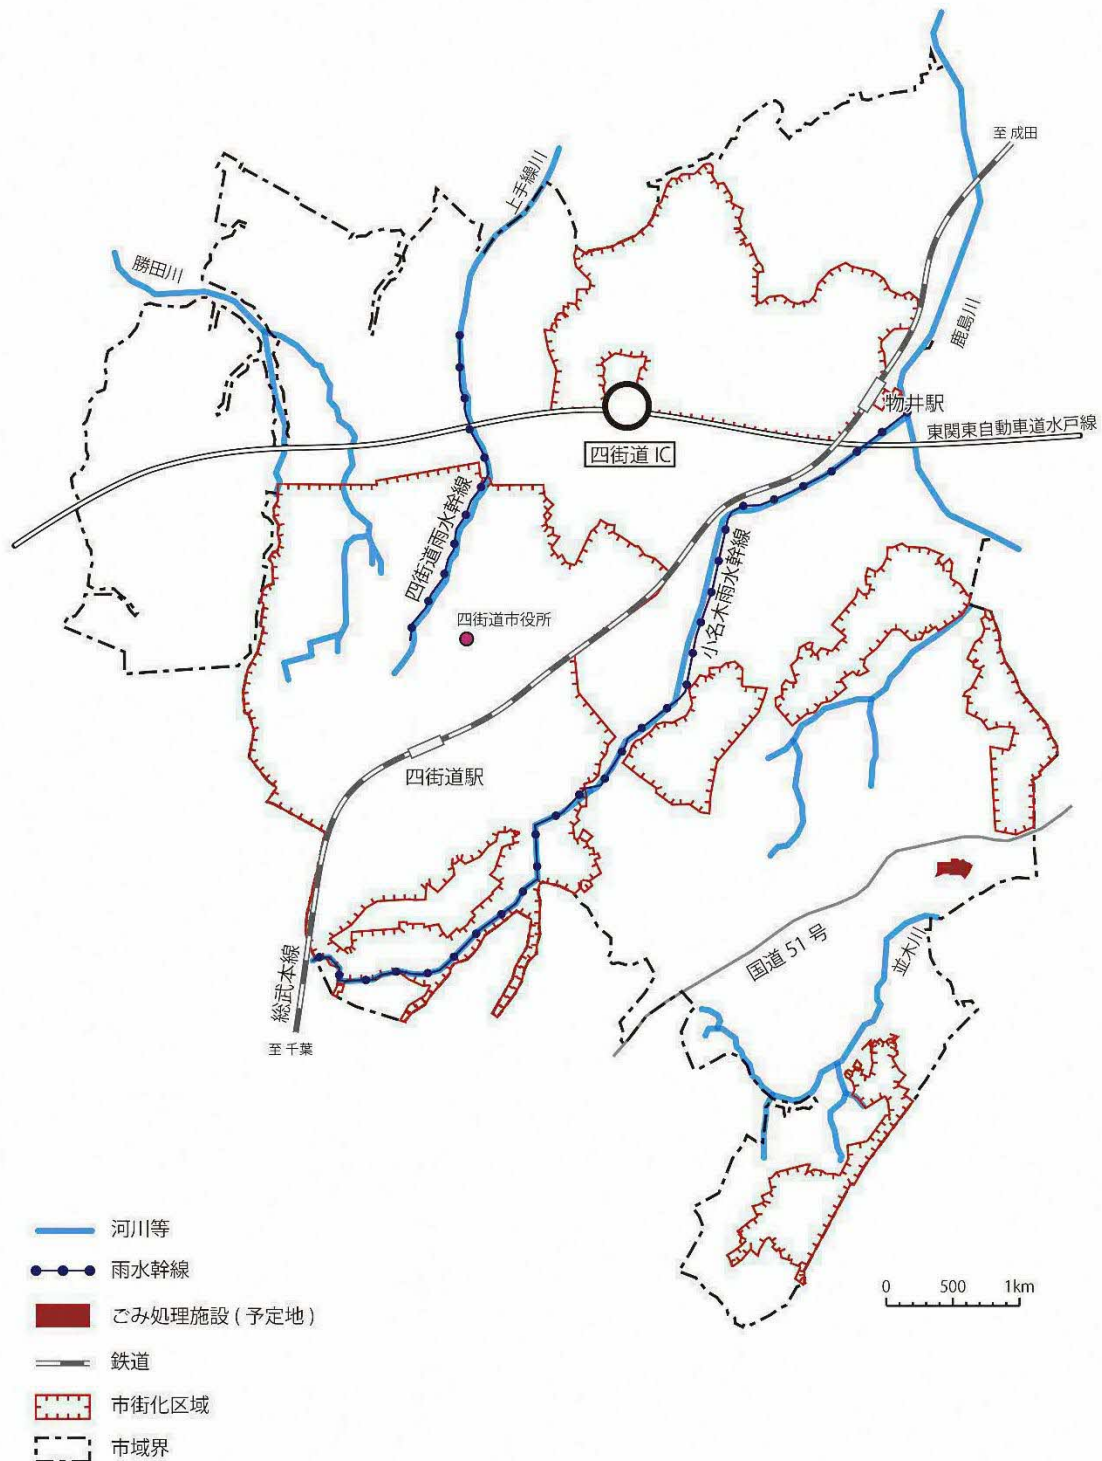 至 成田
上手繰川
勝田川
鹿島川
物井駅
東関東自動車道水戸線
四街道 IC
四街道雨水幹線
小名木雨水幹線
四街道市役所
四街道駅
総武本線
至 千葉
国道 51 号
並木川
河川等
雨水幹線
ごみ処理施設 ( 予定地 )
鉄道
市街化区域
市域界
0 500 1km